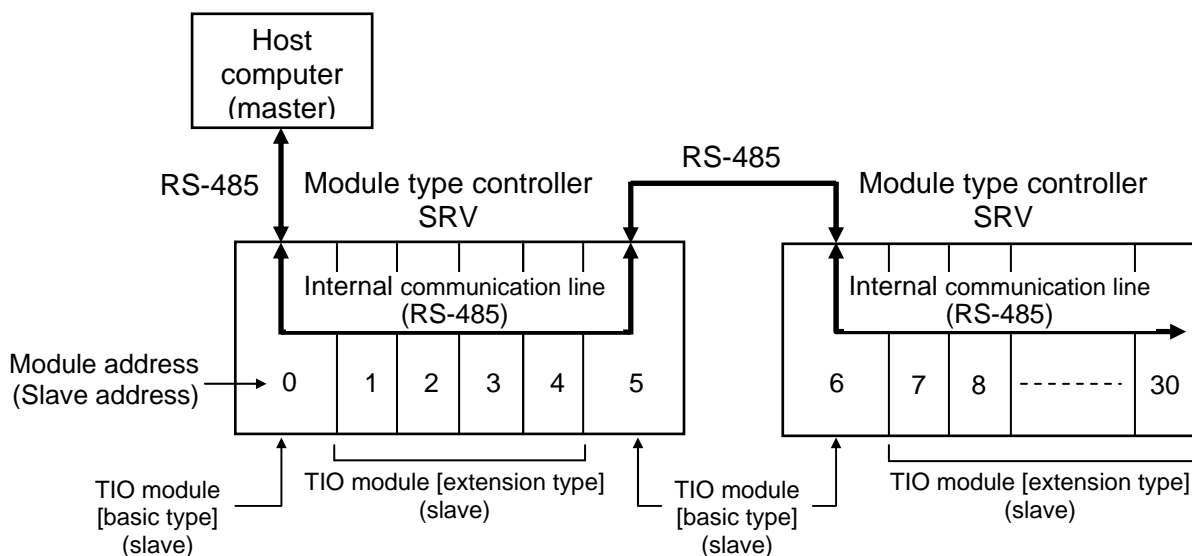 Host
computer
(master)
RS-485
RS-485
Module type controller
SRV
Module type controller
SRV
Internal communication line
(RS-485)
Internal communication line
(RS-485)
Module address
(Slave address)
0 1 2 3 4 5 6 7 8 30
TIO module
[basic type]
(slave)
TIO module [extension type]
(slave)
TIO module
[basic type]
(slave)
TIO module [extension type]
(slave)